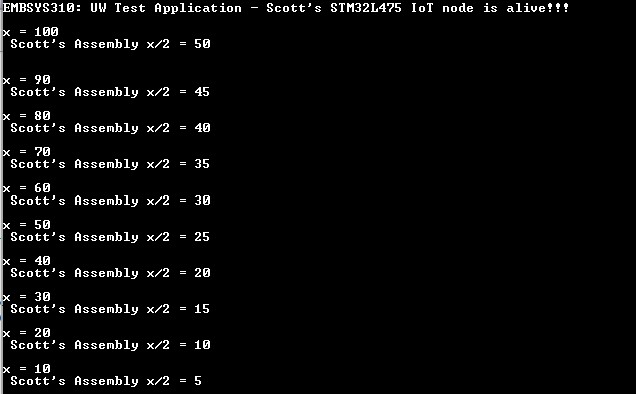 EMBSYS310: UW Test Application - Scott's STM32L475 IoT node is alive!!!
x = 100
Scott's Assembly x/2 = 50
x = 90
Scott's Assembly x/2 = 45
x = 80
Scott's Assembly x/2 = 40
x = 70
Scott's Assembly x/2 = 35
x = 60
Scott's Assembly x/2 = 30
x = 50
Scott's Assembly x/2 = 25
x = 40
Scott's Assembly x/2 = 20
x = 30
Scott's Assembly x/2 = 15
x = 20
Scott's Assembly x/2 = 10
x = 10
Scott's Assembly x/2 = 5